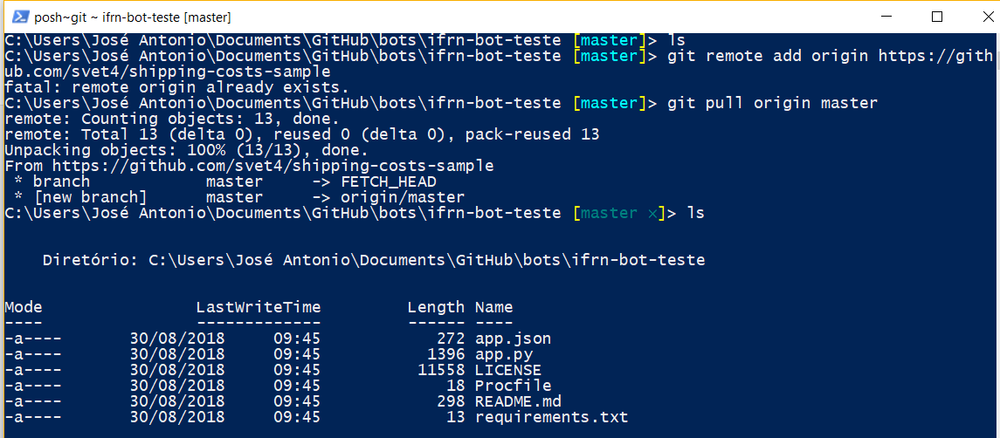 posh~git ~ ifrn-bot-teste [master]
C:\Users\José Antonio\Documents\GitHub\bots\ifrn-bot-teste [master]> ls
C:\Users\José Antonio\Documents\GitHub\bots\ifrn-bot-teste [master]> git remote add origin https://gith
ub.com/svet4/shipping-costs-sample
fatal: remote origin already exists.
C:\Users\José Antonio\Documents\GitHub\bots\ifrn-bot-teste [master]> git pull origin master
remote: Counting objects: 13, done.
remote: Total 13 (delta 0), reused 0 (delta 0), pack-reused 13
Unpacking objects: 100% (13/13), done.
From https://github.com/svet4/shipping-costs-sample
 * branch            master     -> FETCH_HEAD
 * [new branch]      master     -> origin/master
C:\Users\José Antonio\Documents\GitHub\bots\ifrn-bot-teste [master x]> ls
    Diretório: C:\Users\José Antonio\Documents\GitHub\bots\ifrn-bot-teste
Mode                LastWriteTime         Length Name
----                -------------         ------ ----
-a----       30/08/2018     09:45            272 app.json
-a----       30/08/2018     09:45           1396 app.py
-a----       30/08/2018     09:45          11558 LICENSE
-a----       30/08/2018     09:45             18 Procfile
-a----       30/08/2018     09:45            298 README.md
-a----       30/08/2018     09:45             13 requirements.txt